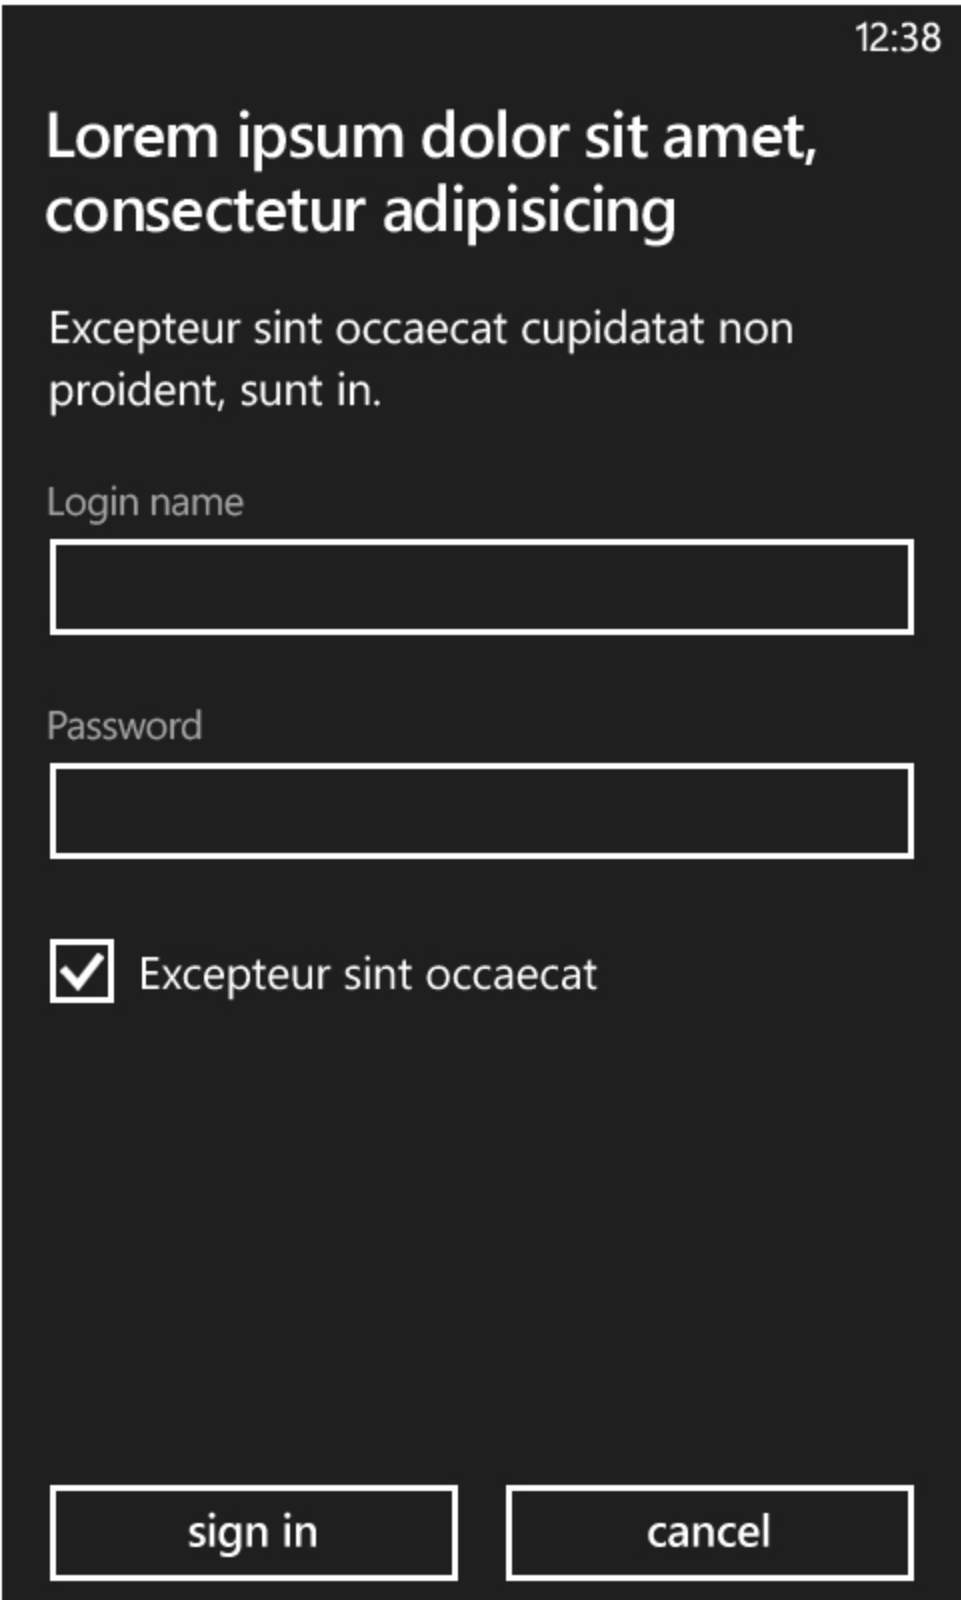 12:38
Lorem ipsum dolor sit amet,
consectetur adipisicing
Excepteur sint occaecat cupidatat non
proident, sunt in.
Login name
Password
Excepteur sint occaecat
sign in
cancel